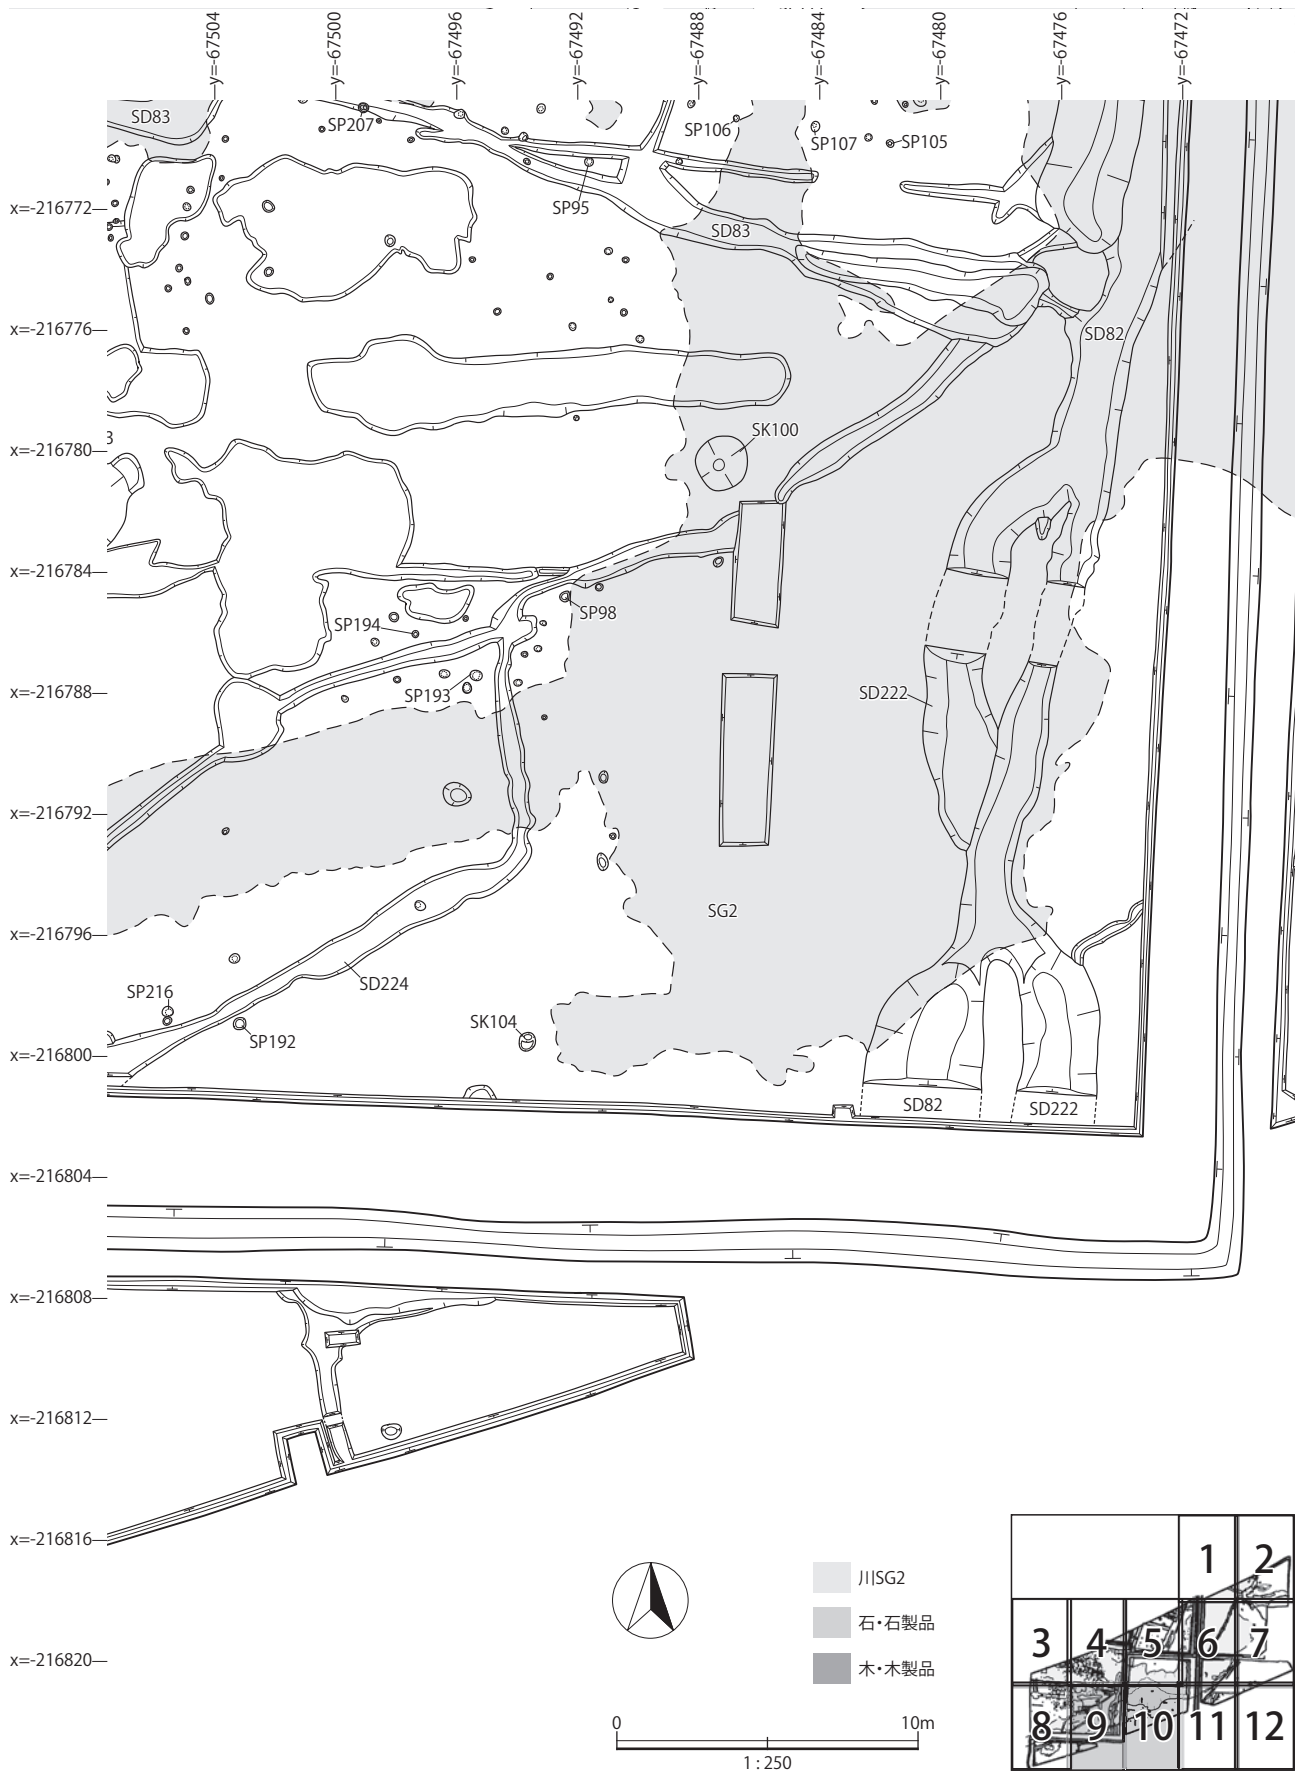 y=-67504
y=-67500
y=-67496
y=-67492
y=-67488
y=-67484
y=-67480
y=-67476
y=-67472
SD83
SP207
SP106
SP107
SP105
x=-216772
SP95
SD83
x=-216776
SD82
SK100
3
x=-216780
x=-216784
SP98
SP194
x=-216788
SP193
SD222
x=-216792
SG2
x=-216796
SD224
SP216
SK104
SP192
x=-216800
SD82
SD222
x=-216804
x=-216808
x=-216812
x=-216816
川SG2
石・石製品
木・木製品
x=-216820
0 10m
1 : 250
1 2
3 4 5 6 7
8 9 10 11 12